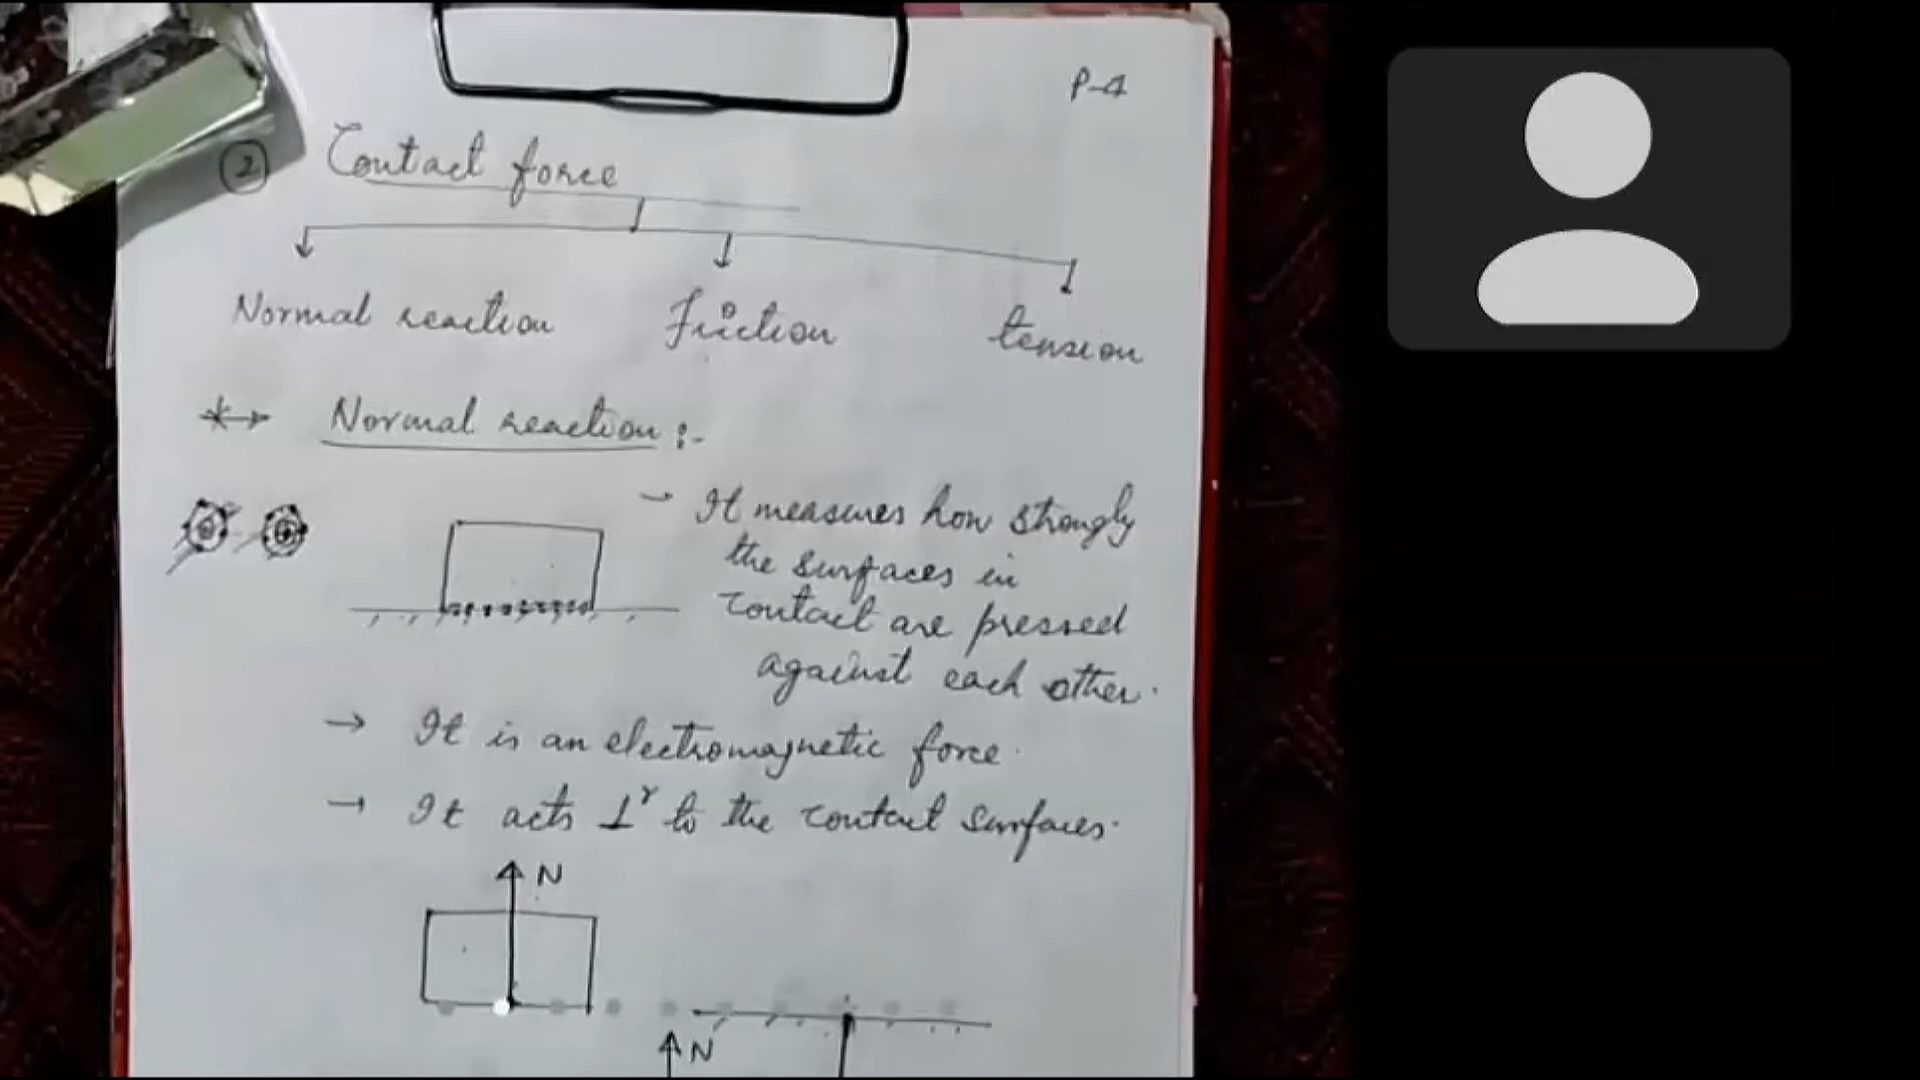 P-4
② Contact force
Normal reaction friction tension
Normal reaction :-
- It measures how strongly
the surfaces in
contact are pressed
against each other.
→ It is an electromagnetic force.
→ It acts ⊥r to the contact surfaces.
N
N